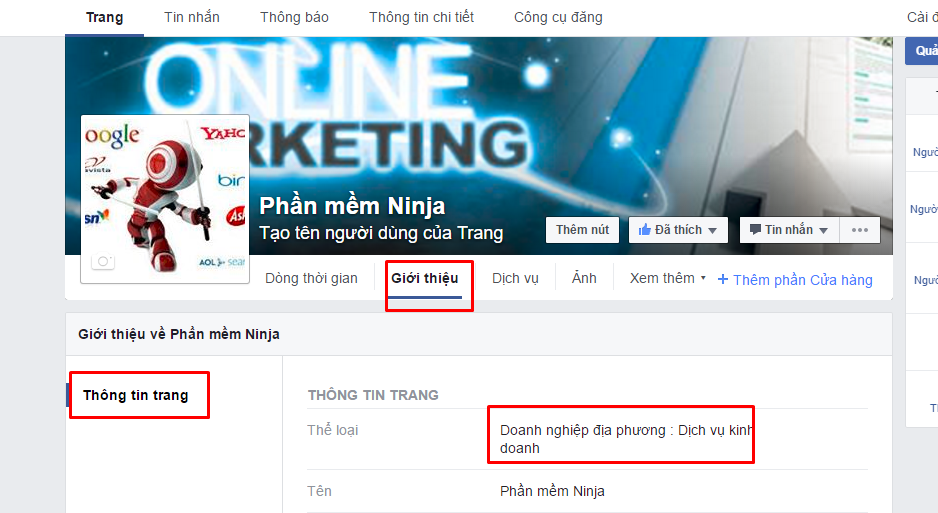 Trang Tin nhắn Thông báo Thông tin chi tiết Công cụ đăng Cài đ
ONLINE
RKETING
oogle YAHO
vista
bin
sn
As
AOL sear
Phần mềm Ninja
Tạo tên người dùng của Trang
Thêm nút Đã thích Tin nhắn
Quả
Ngườ
Ngườ
Ngườ
Dòng thời gian Giới thiệu Dịch vụ Ảnh Xem thêm + Thêm phần Cửa hàng
Giới thiệu về Phần mềm Ninja
Thông tin trang
THÔNG TIN TRANG
Thể loại
Doanh nghiệp địa phương : Dịch vụ kinh
doanh
Tên Phần mềm Ninja